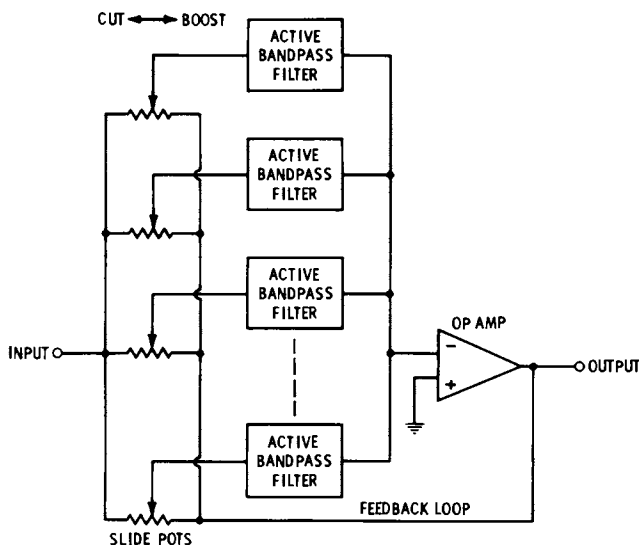 CUT BOOST
ACTIVE
BANDPASS
FILTER
ACTIVE
BANDPASS
FILTER
ACTIVE
BANDPASS
FILTER
OP AMP
INPUT
−
+
OUTPUT
ACTIVE
BANDPASS
FILTER
FEEDBACK LOOP
SLIDE POTS